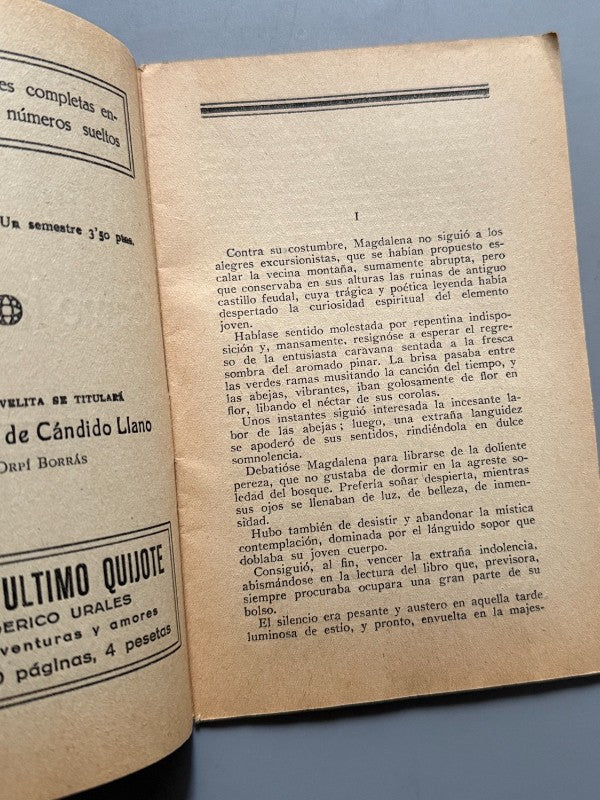 es completas en-
números sueltos
Un semestre 3'50 ptas.
VELITA SE TITULARÁ
de Cándido Llano
ORPÍ BORRÁS
ULTIMO QUIJOTE
DERICO URALES
venturas y amores
0 páginas, 4 pesetas
I
Contra su costumbre, Magdalena no siguió a los
alegres excursionistas, que se habían propuesto es-
calar la vecina montaña, sumamente abrupta, pero
que conservaba en sus alturas las ruinas de antiguo
castillo feudal, cuya trágica y poética leyenda había
despertado la curiosidad espiritual del elemento
joven.
Habíase sentido molestada por repentina indispo-
sición y, mansamente, resignóse a esperar el regre-
so de la entusiasta caravana sentada a la fresca
sombra del aromado pinar. La brisa pasaba entre
las verdes ramas musitando la canción del tiempo, y
las abejas, vibrantes, iban golosamente de flor en
flor, libando el néctar de sus corolas.
Unos instantes siguió interesada la incesante la-
bor de las abejas; luego, una extraña languidez
se apoderó de sus sentidos, rindiéndola en dulce
somnolencia.
Debatióse Magdalena para librarse de la doliente
pereza, que no gustaba de dormir en la agreste so-
ledad del bosque. Prefería soñar despierta, mientras
sus ojos se llenaban de luz, de belleza, de inmen-
sidad.
Hubo también de desistir y abandonar la mística
contemplación, dominada por el lánguido sopor que
doblaba su joven cuerpo.
Consiguió, al fin, vencer la extraña indolencia,
abismándose en la lectura del libro que, previsora,
siempre procuraba ocupara una gran parte de su
bolso.
El silencio era pesante y austero en aquella tarde
luminosa de estío, y pronto, envuelta en la majes-